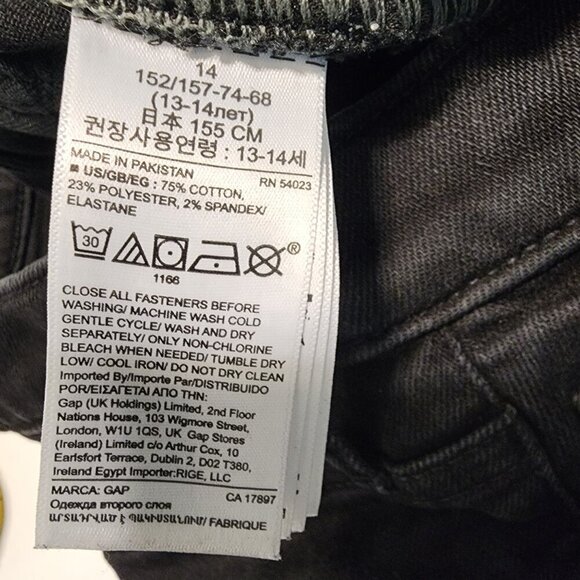 14
152/157-74-68
(13-14лет)
日本 155 CM
권장사용연령 : 13-14세
MADE IN PAKISTAN
RN 54023
US/GB/EG : 75% COTTON,
23% POLYESTER, 2% SPANDEX/
ELASTANE
30
®
1166
CLOSE ALL FASTENERS BEFORE
WASHING/ MACHINE WASH COLD
GENTLE CYCLE/ WASH AND DRY
SEPARATELY/ ONLY NON-CHLORINE
BLEACH WHEN NEEDED/ TUMBLE DRY
LOW/ COOL IRON/ DO NOT DRY CLEAN
Imported By/Importe Par/DISTRIBUIDO
POR/ΕΙΣΑΓΕΤΑΙ ΑΠΟ ΤΗΝ:
Gap (UK Holdings) Limited, 2nd Floor
Nations House, 103 Wigmore Street,
London, W1U 1QS, UK Gap Stores
(Ireland) Limited c/o Arthur Cox, 10
Earlsfort Terrace, Dublin 2, D02 T380,
Ireland Egypt Importer:RIGE, LLC
MARCA: GAP
CA 17897
Одежда второго слоя
ԱՐՏԱԴՐՎԱԾ Է ՊԱԿԻՍՏԱՆՈՒՄ/ FABRIQUE